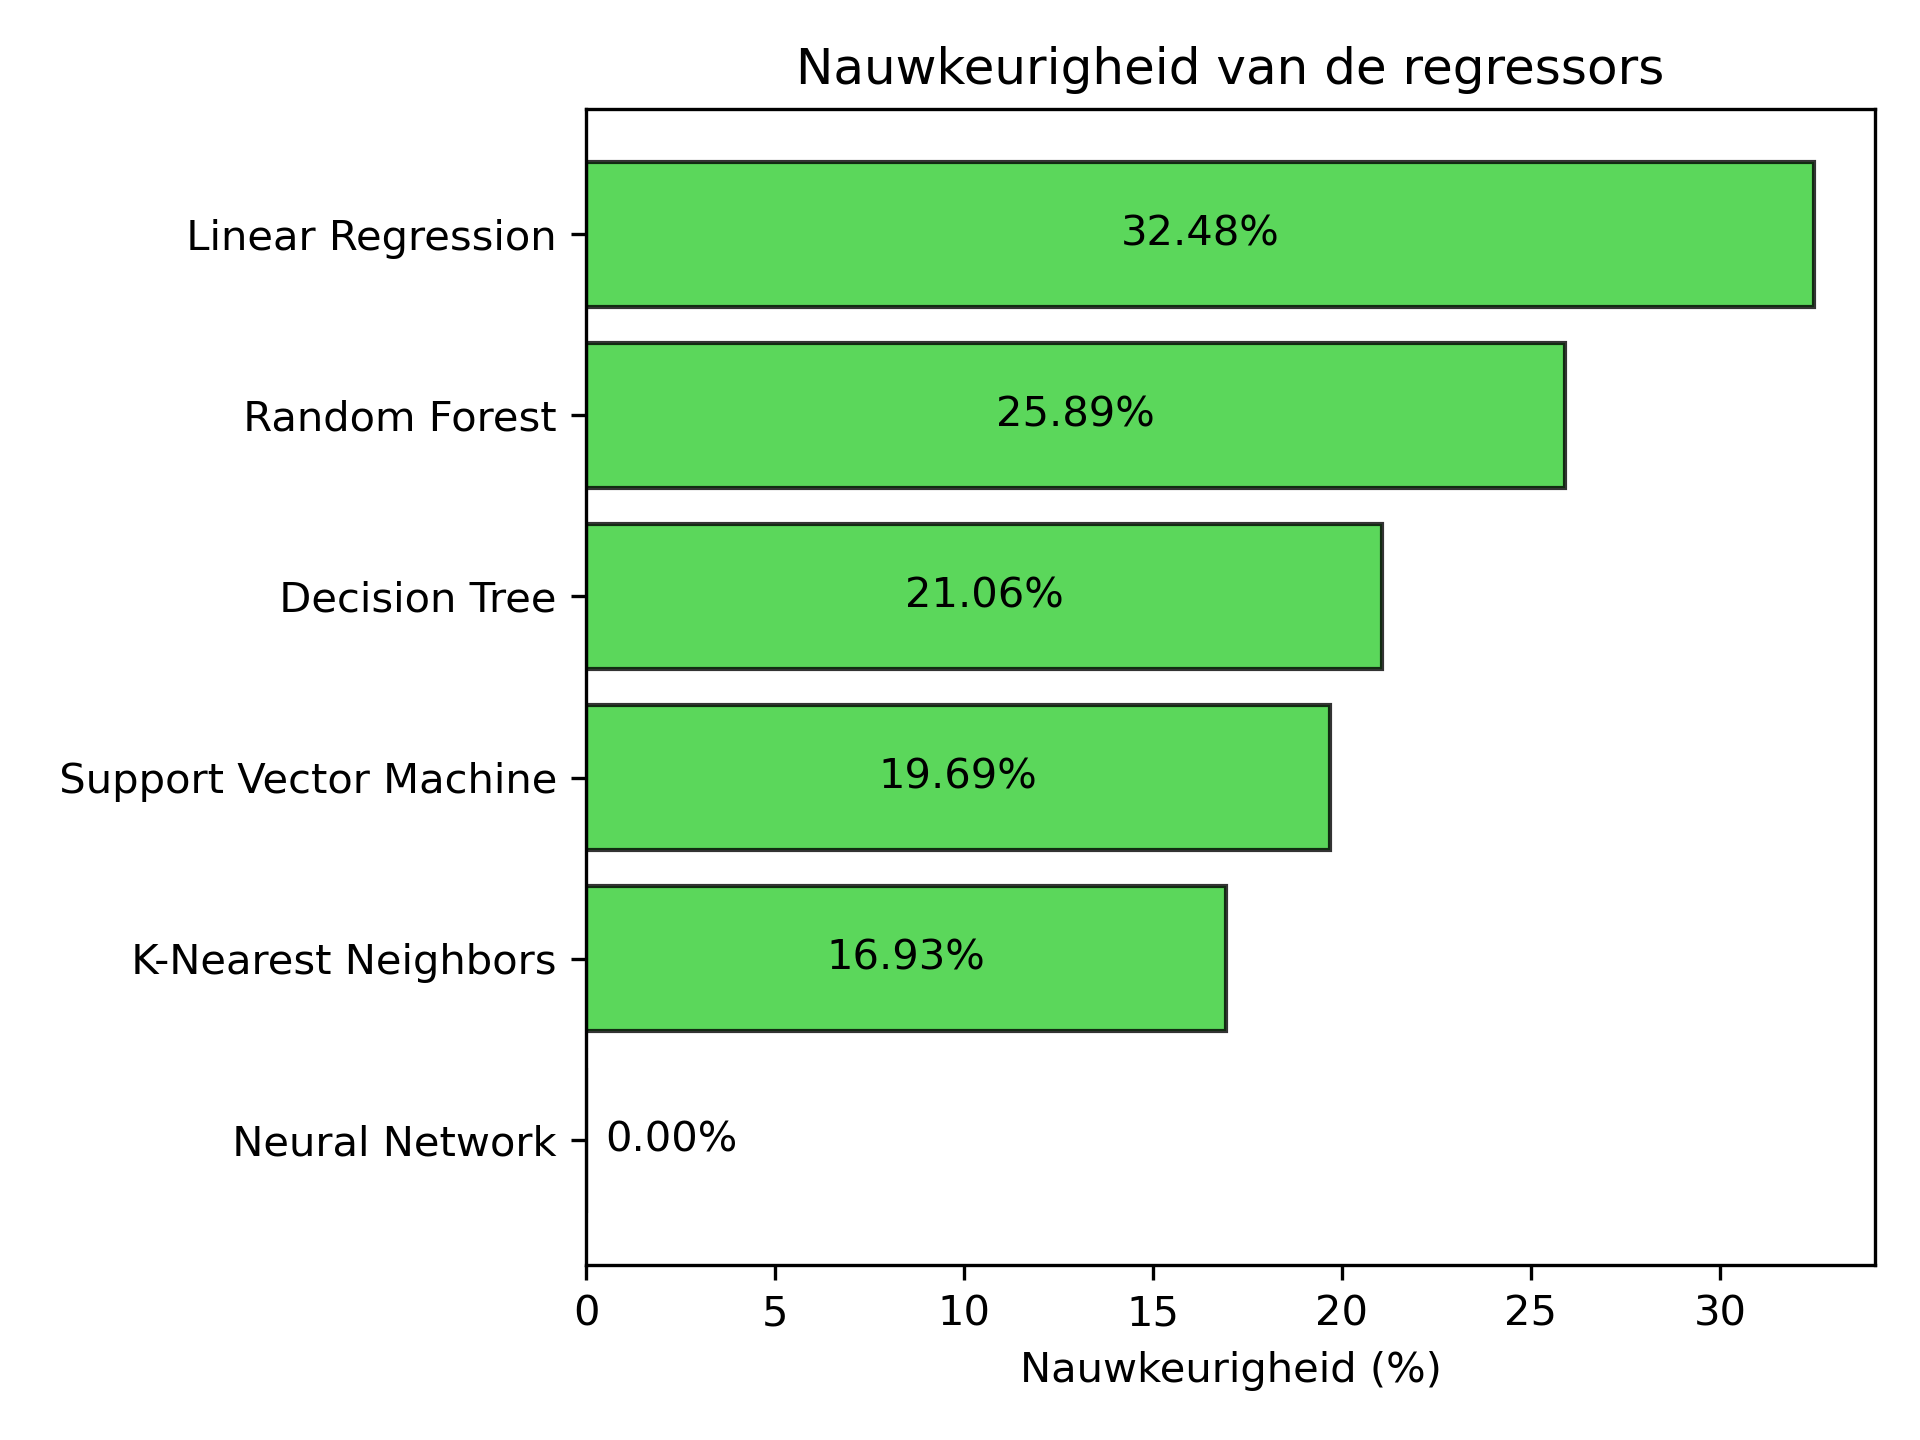 Nauwkeurigheid van de regressors
Linear Regression
32.48%
Random Forest
25.89%
Decision Tree
21.06%
Support Vector Machine
19.69%
K-Nearest Neighbors
16.93%
Neural Network
0.00%
0 5 10 15 20 25 30
Nauwkeurigheid (%)